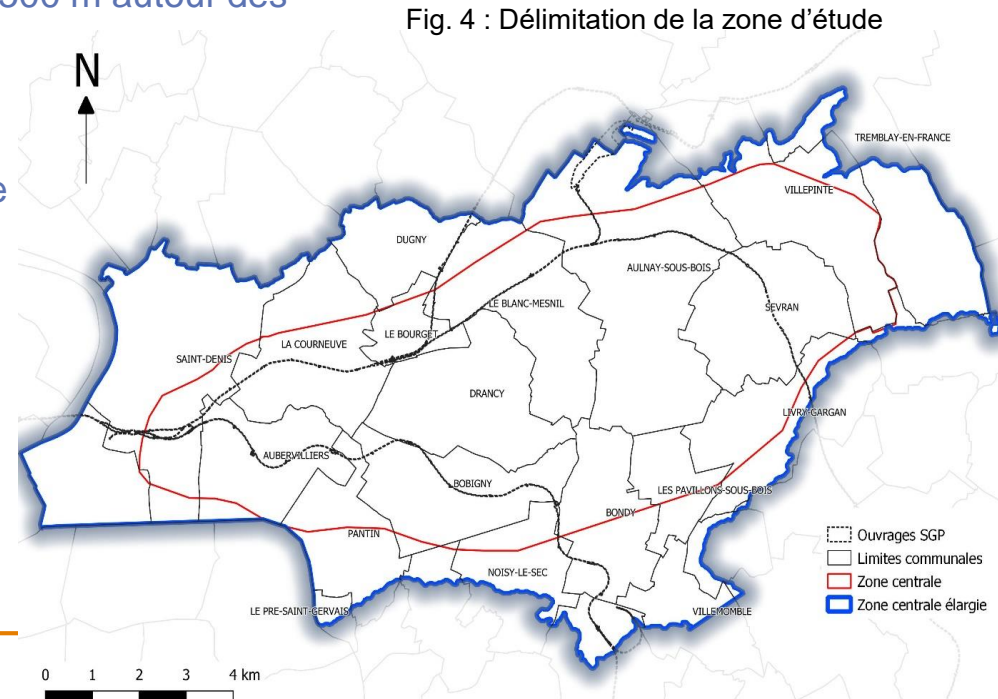 500 m autour des
Fig. 4 : Délimitation de la zone d'étude
N
e
TREMBLAY-EN-FRANCE
VILLEPINTE
DUGNY
AULNAY-SOUS-BOIS
LE BLANC-MESNIL
SEVRAN
LE BOURGET
LA COURNEUVE
SAINT-DENIS
DRANCY
LIVRY-GARGAN
AUBERVILLIERS
BOBIGNY
LES PAVILLONS-SOUS-BOIS
BONDY
PANTIN
NOISY-LE-SEC
LE PRE-SAINT-GERVAIS
VILLEMOMBLE
Ouvrages SGP
Limites communales
Zone centrale
Zone centrale élargie
0 1 2 3 4 km